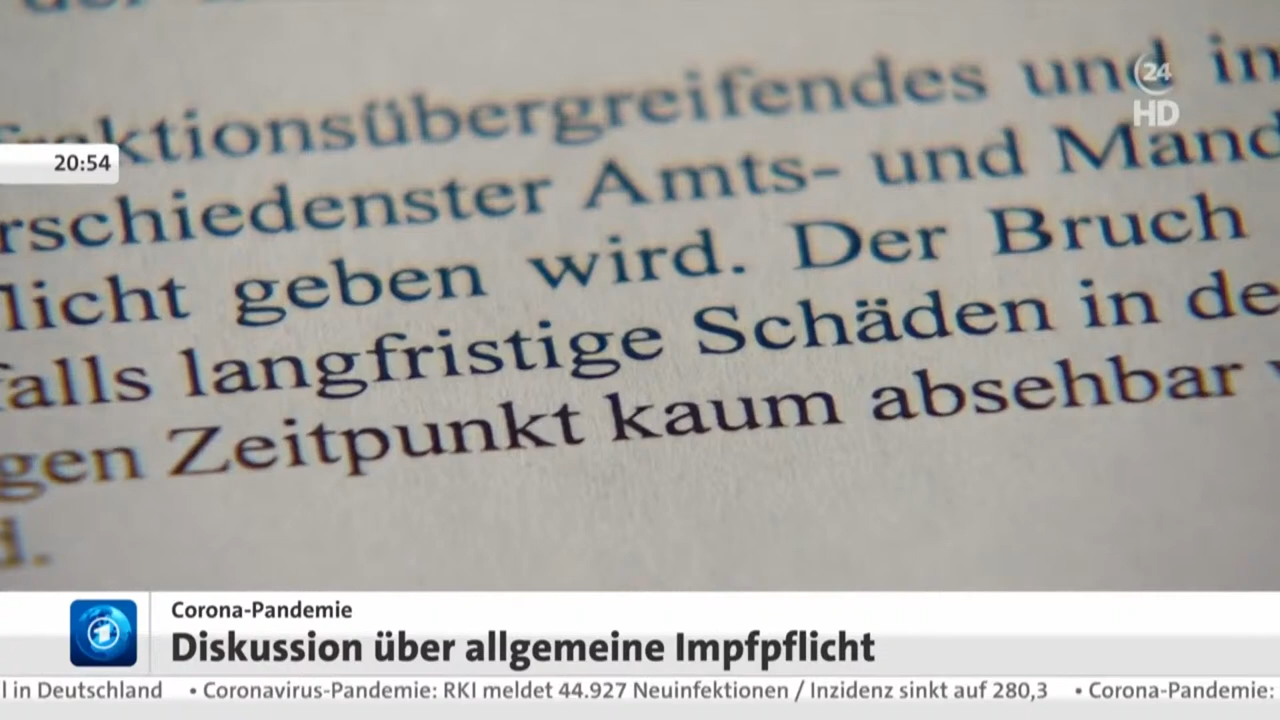 fraktionsübergreifendes und in
rschiedenster Amts- und Mand
licht geben wird. Der Bruch
falls langfristige Schäden in de
gen Zeitpunkt kaum absehbar
d.
24
HD
20:54
1
Corona-Pandemie
Diskussion über allgemeine Impfpflicht
l in Deutschland • Coronavirus-Pandemie: RKI meldet 44.927 Neuinfektionen / Inzidenz sinkt auf 280,3 • Corona-Pandemie: